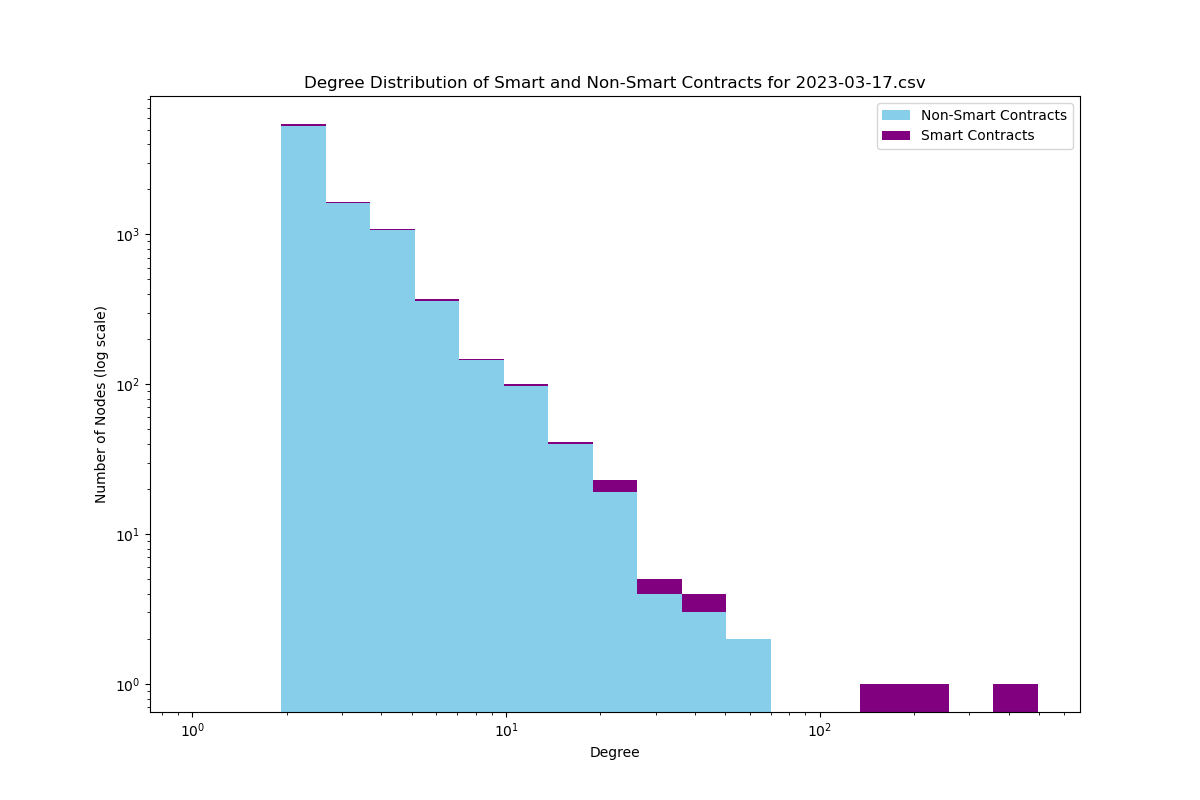 Degree Distribution of Smart and Non-Smart Contracts for 2023-03-17.csv
Non-Smart Contracts
Smart Contracts
Number of Nodes (log scale)
10³
10²
10¹
10⁰
10⁰ 10¹ 10²
Degree